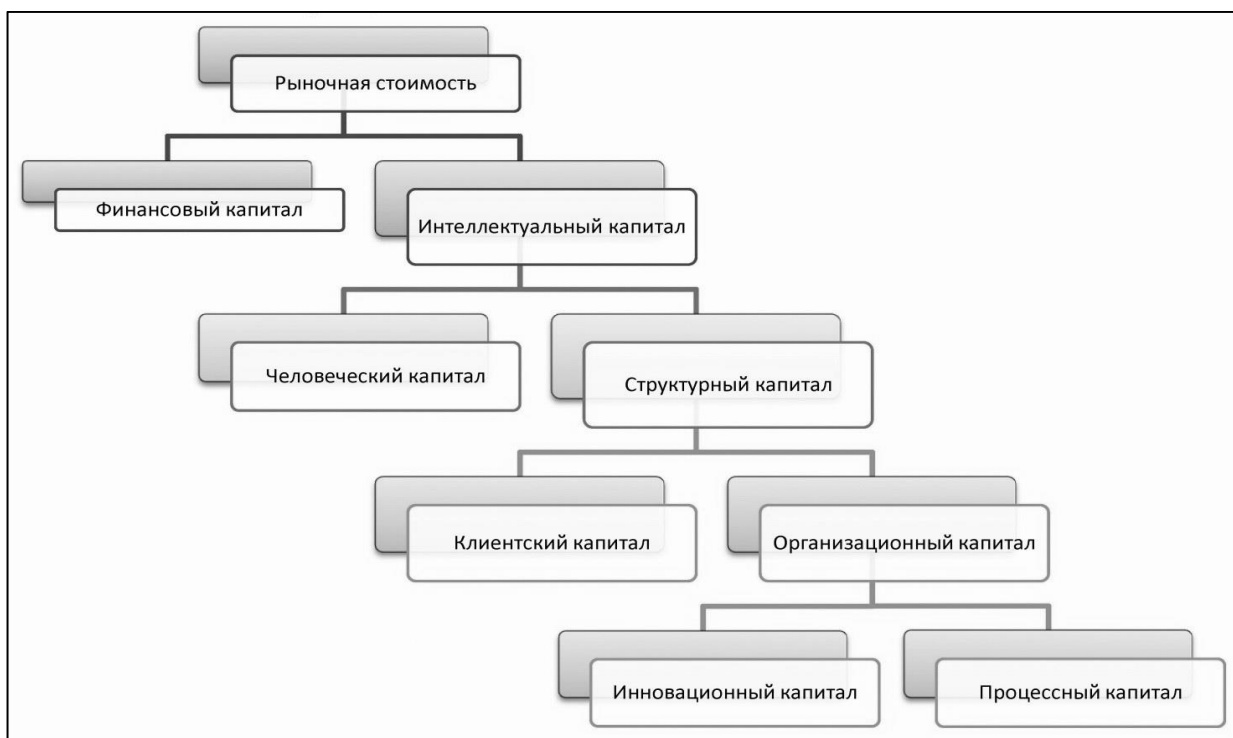 Рыночная стоимость
Финансовый капитал
Интеллектуальный капитал
Человеческий капитал
Структурный капитал
Клиентский капитал
Организационный капитал
Инновационный капитал
Процессный капитал